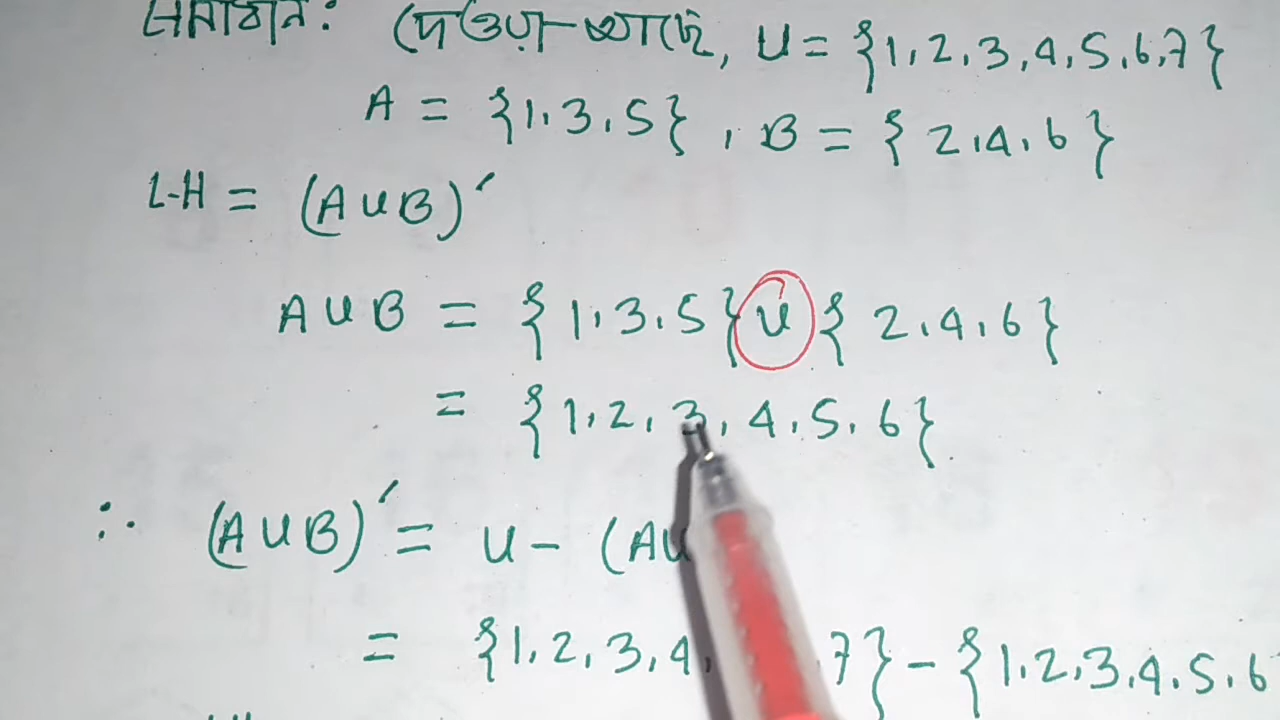 সমাধান: দেওয়া আছে, U = {1, 2, 3, 4, 5, 6, 7}
A = {1, 3, 5}, B = {2, 4, 6}
L-H = (A ∪ B)′
A ∪ B = {1, 3, 5} ∪ {2, 4, 6}
= {1, 2, 3, 4, 5, 6}
∴ (A ∪ B)′ = U - (A ∪
= {1, 2, 3, 4, 7} - {1, 2, 3, 4, 5, 6